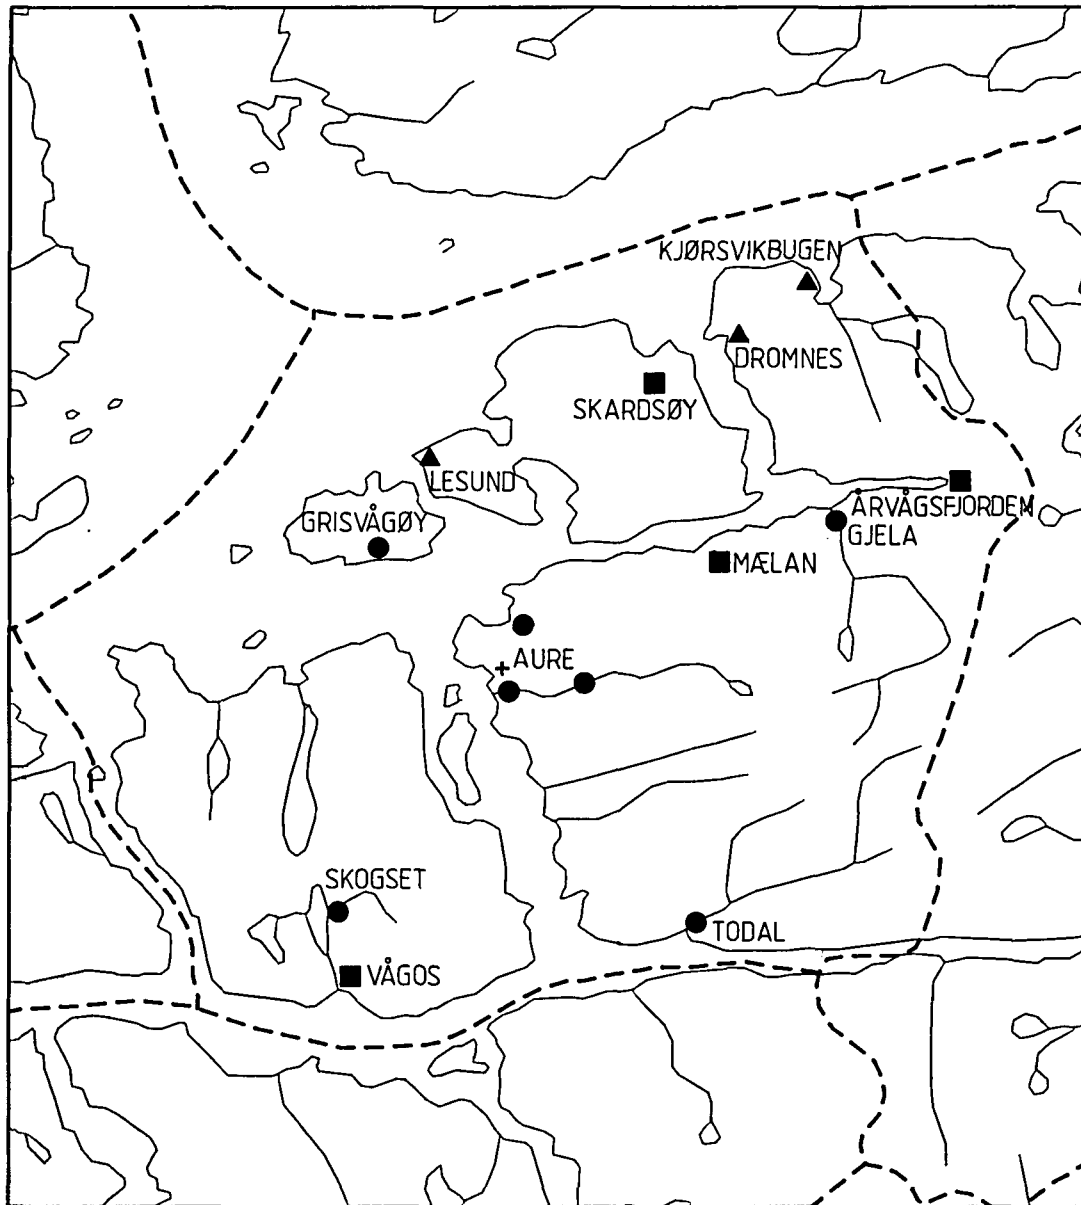 KJØRSVIKBUGEN
DROMNES
SKARDSØY
LESUND
GRISVÅGØY
ÅRVÅGSFJORDEN
GJELA
MÆLAN
AURE
SKOGSET
TODAL
VÅGOS